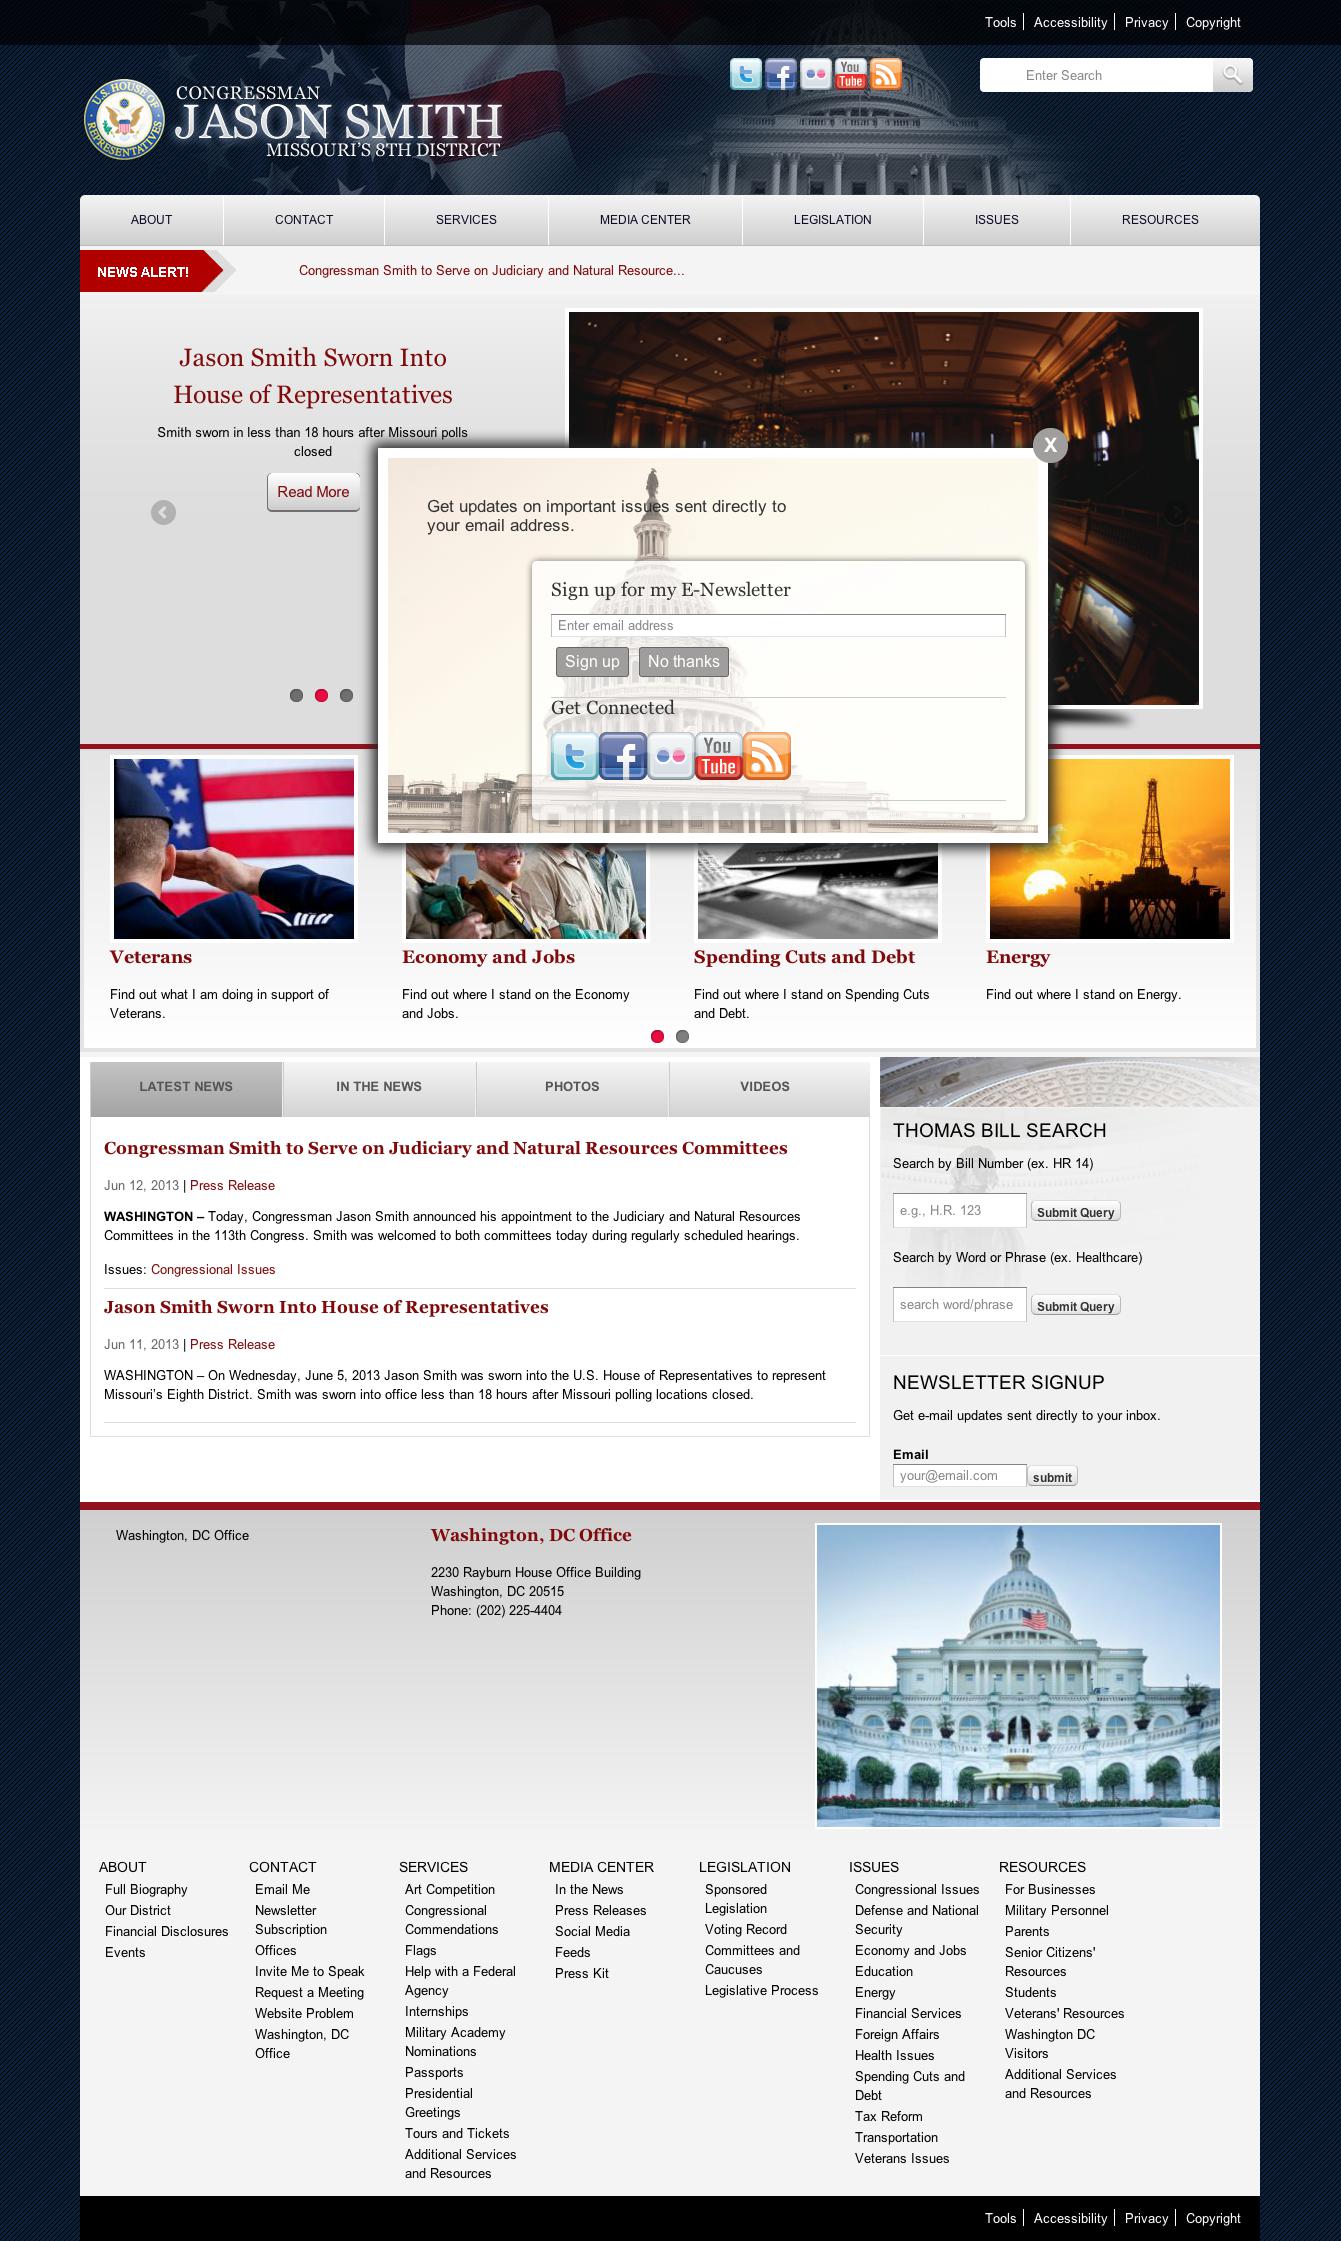 Tools | Accessibility | Privacy | Copyright
Enter Search
U.S. HOUSE OF REPRESENTATIVES
CONGRESSMAN
JASON SMITH
MISSOURI'S 8TH DISTRICT
You
Tube
ABOUT
CONTACT
SERVICES
MEDIA CENTER
LEGISLATION
ISSUES
RESOURCES
NEWS ALERT!
Congressman Smith to Serve on Judiciary and Natural Resource...
Jason Smith Sworn Into
House of Representatives
Smith sworn in less than 18 hours after Missouri polls
closed
Read More
X
Get updates on important issues sent directly to
your email address.
Sign up for my E-Newsletter
Enter email address
Sign up
No thanks
Get Connected
You
Tube
Veterans
Find out what I am doing in support of
Veterans.
Economy and Jobs
Find out where I stand on the Economy
and Jobs.
Spending Cuts and Debt
Find out where I stand on Spending Cuts
and Debt.
Energy
Find out where I stand on Energy.
LATEST NEWS
IN THE NEWS
PHOTOS
VIDEOS
Congressman Smith to Serve on Judiciary and Natural Resources Committees
Jun 12, 2013 | Press Release
WASHINGTON – Today, Congressman Jason Smith announced his appointment to the Judiciary and Natural Resources
Committees in the 113th Congress. Smith was welcomed to both committees today during regularly scheduled hearings.
Issues: Congressional Issues
Jason Smith Sworn Into House of Representatives
Jun 11, 2013 | Press Release
WASHINGTON – On Wednesday, June 5, 2013 Jason Smith was sworn into the U.S. House of Representatives to represent
Missouri's Eighth District. Smith was sworn into office less than 18 hours after Missouri polling locations closed.
THOMAS BILL SEARCH
Search by Bill Number (ex. HR 14)
e.g., H.R. 123
Submit Query
Search by Word or Phrase (ex. Healthcare)
search word/phrase
Submit Query
NEWSLETTER SIGNUP
Get e-mail updates sent directly to your inbox.
Email
your@email.com
submit
Washington, DC Office
Washington, DC Office
2230 Rayburn House Office Building
Washington, DC 20515
Phone: (202) 225-4404
ABOUT
Full Biography
Our District
Financial Disclosures
Events
CONTACT
Email Me
Newsletter
Subscription
Offices
Invite Me to Speak
Request a Meeting
Website Problem
Washington, DC
Office
SERVICES
Art Competition
Congressional
Commendations
Flags
Help with a Federal
Agency
Internships
Military Academy
Nominations
Passports
Presidential
Greetings
Tours and Tickets
Additional Services
and Resources
MEDIA CENTER
In the News
Press Releases
Social Media
Feeds
Press Kit
LEGISLATION
Sponsored
Legislation
Voting Record
Committees and
Caucuses
Legislative Process
ISSUES
Congressional Issues
Defense and National
Security
Economy and Jobs
Education
Energy
Financial Services
Foreign Affairs
Health Issues
Spending Cuts and
Debt
Tax Reform
Transportation
Veterans Issues
RESOURCES
For Businesses
Military Personnel
Parents
Senior Citizens'
Resources
Students
Veterans' Resources
Washington DC
Visitors
Additional Services
and Resources
Tools | Accessibility | Privacy | Copyright